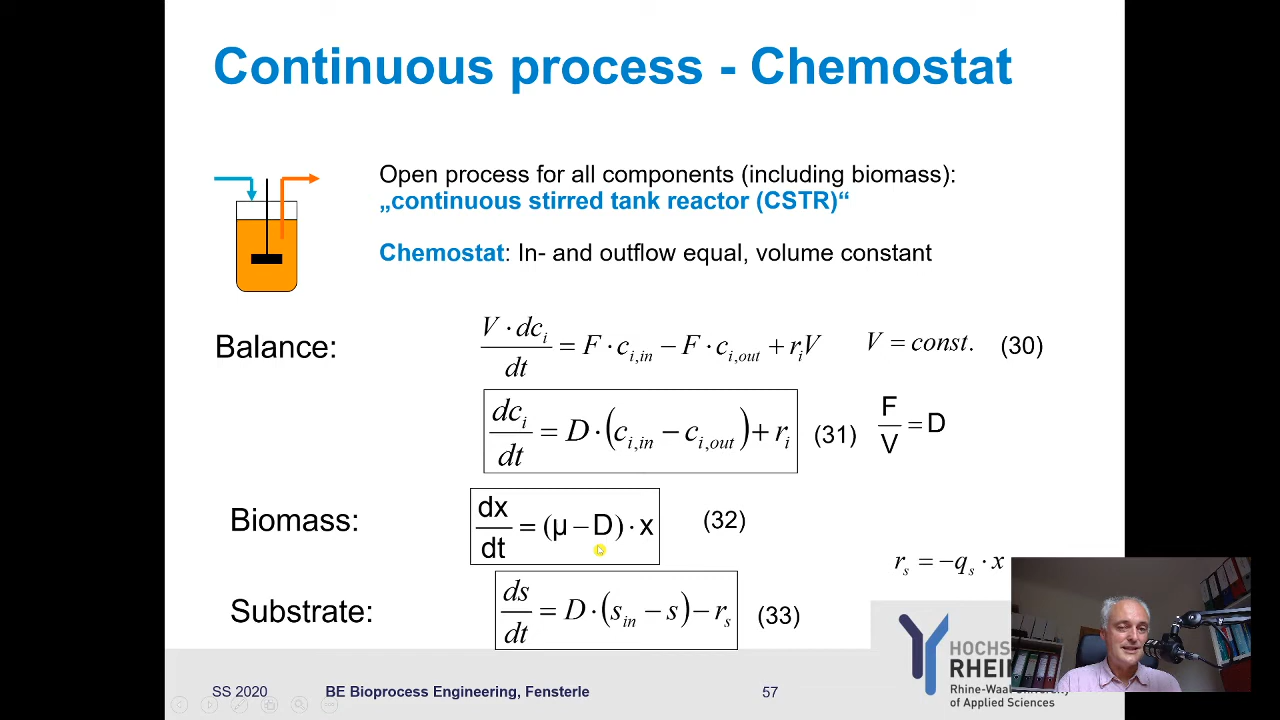 Continuous process - Chemostat
Open process for all components (including biomass):
„continuous stirred tank reactor (CSTR)“
Chemostat: In- and outflow equal, volume constant
Balance:
V · dc_i / dt = F · c_i,in − F · c_i,out + r_i V
V = const.
(30)
dc_i / dt = D · (c_i,in − c_i,out) + r_i
(31)
F / V = D
Biomass:
dx / dt = (µ − D) · x
(32)
r_s = −q_s · x
Substrate:
ds / dt = D · (s_in − s) − r_s
(33)
HOCHS
RHEI
Rhine-Waal University
of Applied Sciences
SS 2020
BE Bioprocess Engineering, Fensterle
57